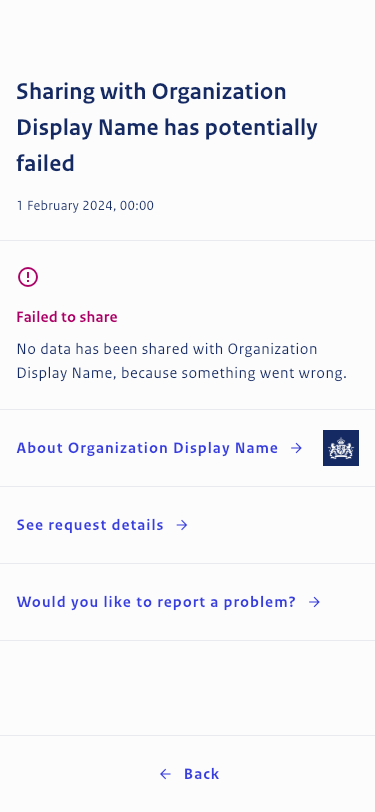 Sharing with Organization
Display Name has potentially
failed
1 February 2024, 00:00
Failed to share
No data has been shared with Organization
Display Name, because something went wrong.
About Organization Display Name →
See request details →
Would you like to report a problem? →
← Back